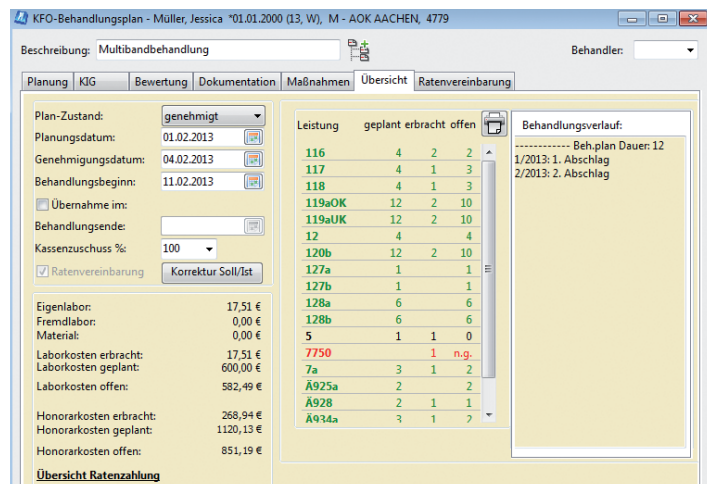 KFO-Behandlungsplan - Müller, Jessica *01.01.2000 (13, W), M - AOK AACHEN, 4779
Beschreibung: Multibandbehandlung Behandler:
Planung KIG Bewertung Dokumentation Maßnahmen Übersicht Ratenvereinbarung
Plan-Zustand: genehmigt
Planungsdatum: 01.02.2013
Genehmigungsdatum: 04.02.2013
Behandlungsbeginn: 11.02.2013
Übernahme im:
Behandlungsende:
Kassenzuschuss %: 100
Ratenvereinbarung Korrektur Soll/Ist
Eigenlabor: 17,51 €
Fremdlabor: 0,00 €
Material: 0,00 €
Laborkosten erbracht: 17,51 €
Laborkosten geplant: 600,00 €
Laborkosten offen: 582,49 €
Honorarkosten erbracht: 268,94 €
Honorarkosten geplant: 1120,13 €
Honorarkosten offen: 851,19 €
Übersicht Ratenzahlung
Leistung geplant erbracht offen
116 4 2 2
117 4 1 3
118 4 1 3
119aOK 12 2 10
119aUK 12 2 10
12 4 4
120b 12 2 10
127a 1 1
127b 1 1
128a 6 6
128b 6 6
5 1 1 0
7750 1 n.g.
7a 3 1 2
Ä925a 2 2
Ä928 2 1 1
Ä934a 3 1 2
Behandlungsverlauf:
------------ Beh.plan Dauer: 12
1/2013: 1. Abschlag
2/2013: 2. Abschlag